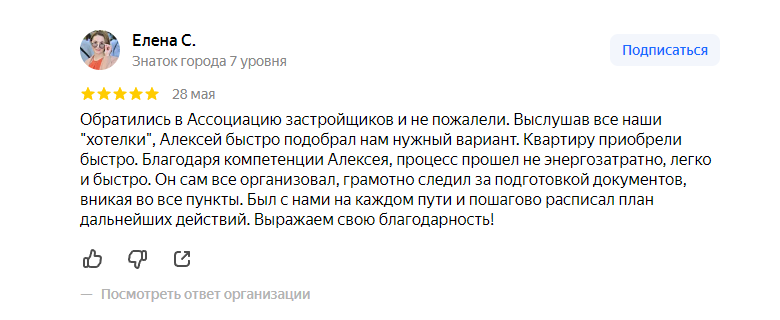 Елена С.
Знаток города 7 уровня
Подписаться
28 мая
Обратились в Ассоциацию застройщиков и не пожалели. Выслушав все наши
"хотелки", Алексей быстро подобрал нам нужный вариант. Квартиру приобрели
быстро. Благодаря компетенции Алексея, процесс прошел не энергозатратно, легко
и быстро. Он сам все организовал, грамотно следил за подготовкой документов,
вникая во все пункты. Был с нами на каждом пути и пошагово расписал план
дальнейших действий. Выражаем свою благодарность!
— Посмотреть ответ организации